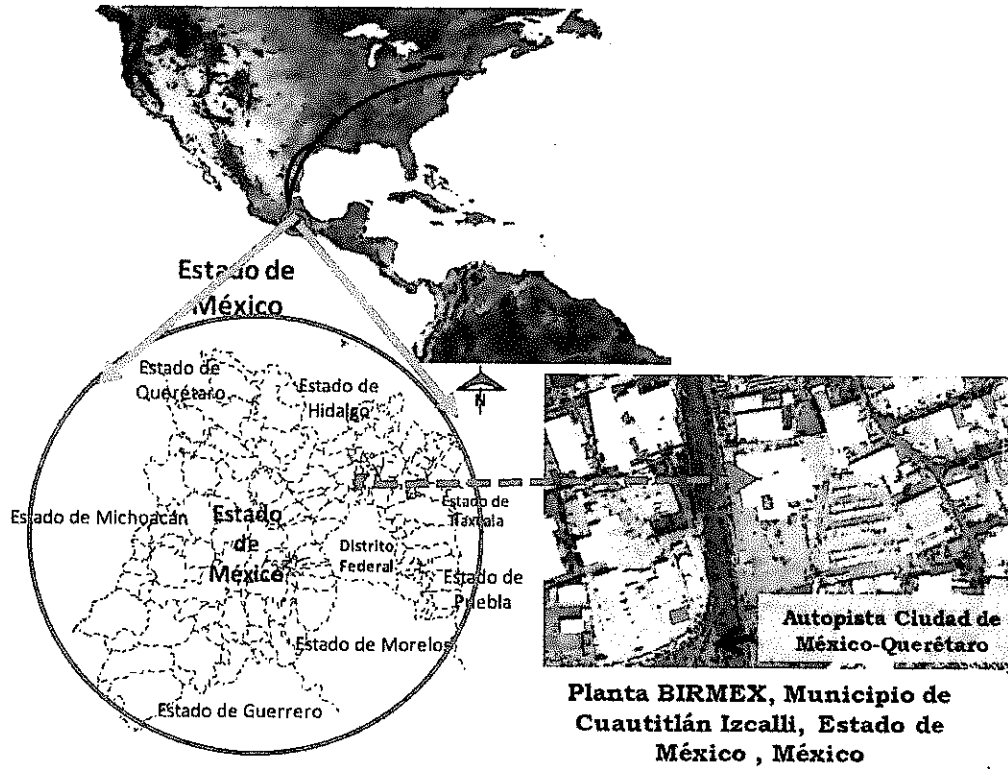 Estado de
México
Estado de
Querétaro
Estado de
Hidalgo
N
Estado de
Tlaxcala
Estado de Michoacán
Estado
de
México
Distrito
Federal
Estado de
Puebla
Estado de Morelos
Estado de Guerrero
Autopista Ciudad de
México-Querétaro
Planta BIRMEX, Municipio de
Cuautitlán Izcalli, Estado de
México , México